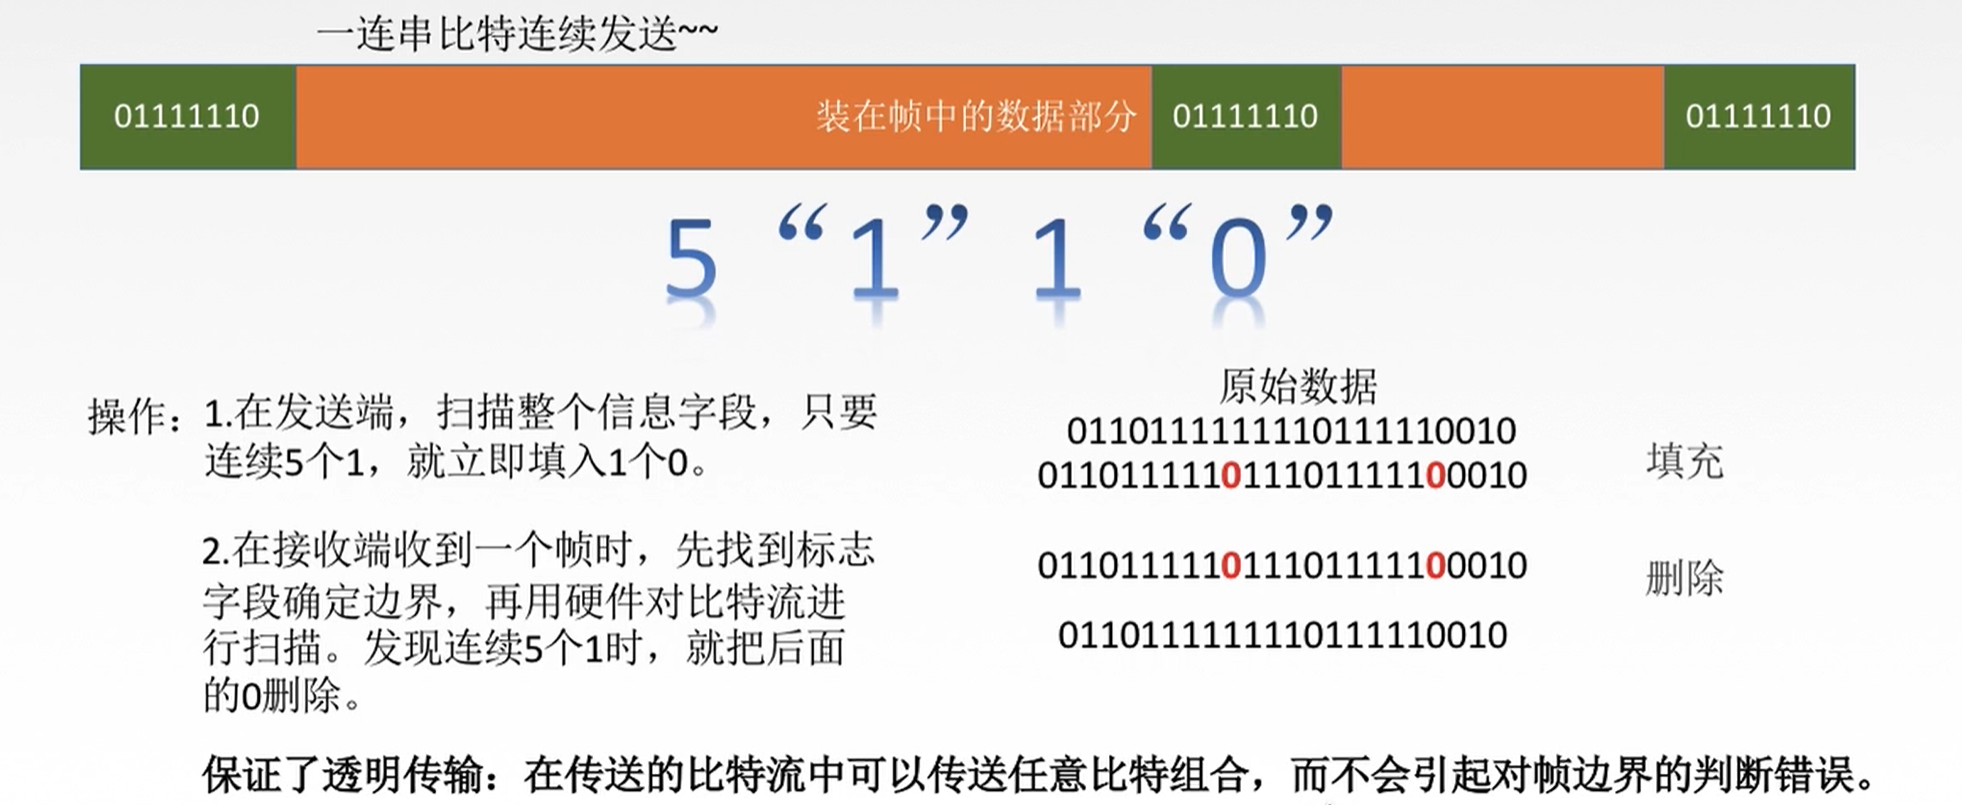 一连串比特连续发送~~
01111110 装在帧中的数据部分 01111110 01111110
5 “1” 1 “0”
操作：1.在发送端，扫描整个信息字段，只要
连续5个1，就立即填入1个0。
2.在接收端收到一个帧时，先找到标志
字段确定边界，再用硬件对比特流进
行扫描。发现连续5个1时，就把后面
的0删除。
原始数据
0110111111110111110010
011011111011101111100010
填充
011011111011101111100010
删除
0110111111110111110010
保证了透明传输：在传送的比特流中可以传送任意比特组合，而不会引起对帧边界的判断错误。